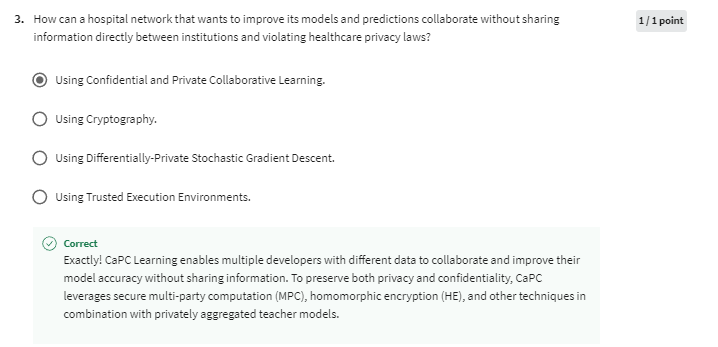 3. How can a hospital network that wants to improve its models and predictions collaborate without sharing
information directly between institutions and violating healthcare privacy laws?
1 / 1 point
Using Confidential and Private Collaborative Learning.
Using Cryptography.
Using Differentially-Private Stochastic Gradient Descent.
Using Trusted Execution Environments.
Correct
Exactly! CaPC Learning enables multiple developers with different data to collaborate and improve their
model accuracy without sharing information. To preserve both privacy and confidentiality, CaPC
leverages secure multi-party computation (MPC), homomorphic encryption (HE), and other techniques in
combination with privately aggregated teacher models.